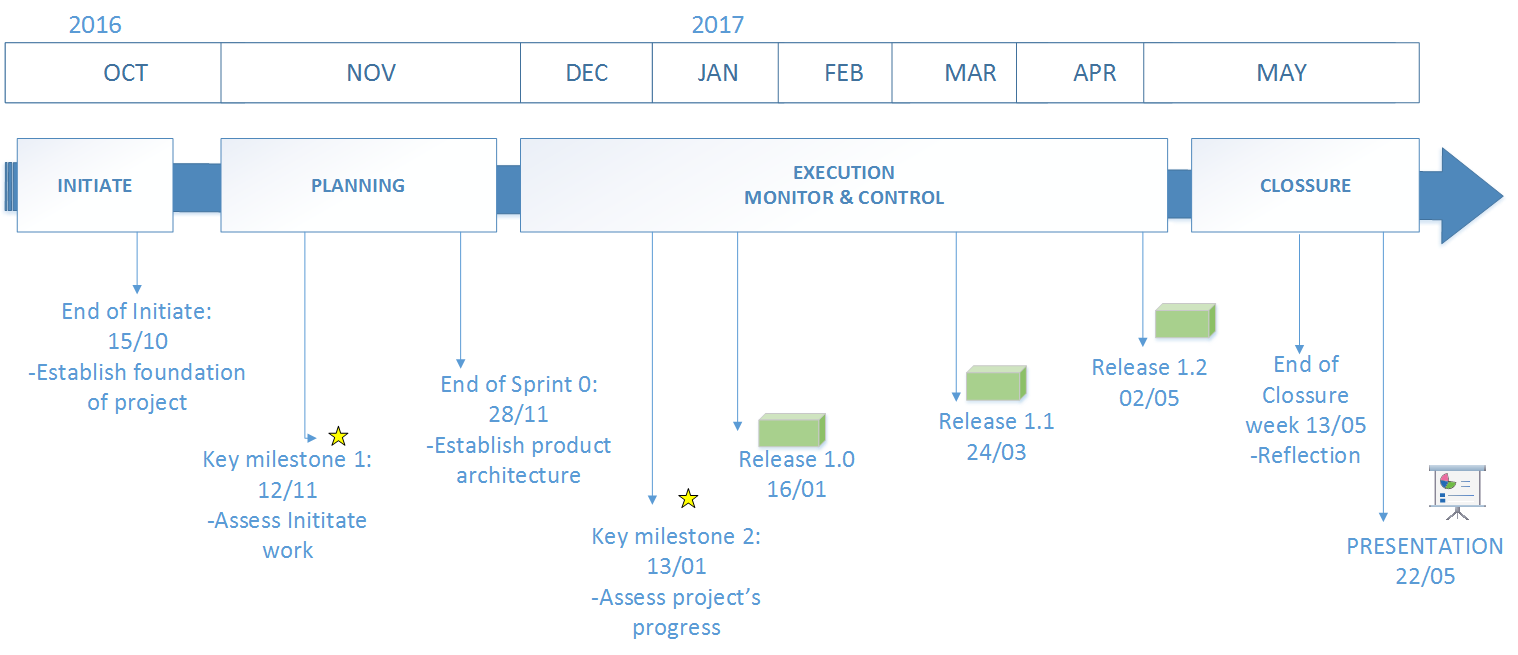 2016
2017
OCT
NOV
DEC
JAN
FEB
MAR
APR
MAY
INITIATE
PLANNING
EXECUTION
MONITOR & CONTROL
CLOSSURE
End of Initiate:
15/10
-Establish foundation
of project
Key milestone 1:
12/11
-Assess Inititate
work
End of Sprint 0:
28/11
-Establish product
architecture
Key milestone 2:
13/01
-Assess project’s
progress
Release 1.0
16/01
Release 1.1
24/03
Release 1.2
02/05
End of
Clossure
week 13/05
-Reflection
PRESENTATION
22/05